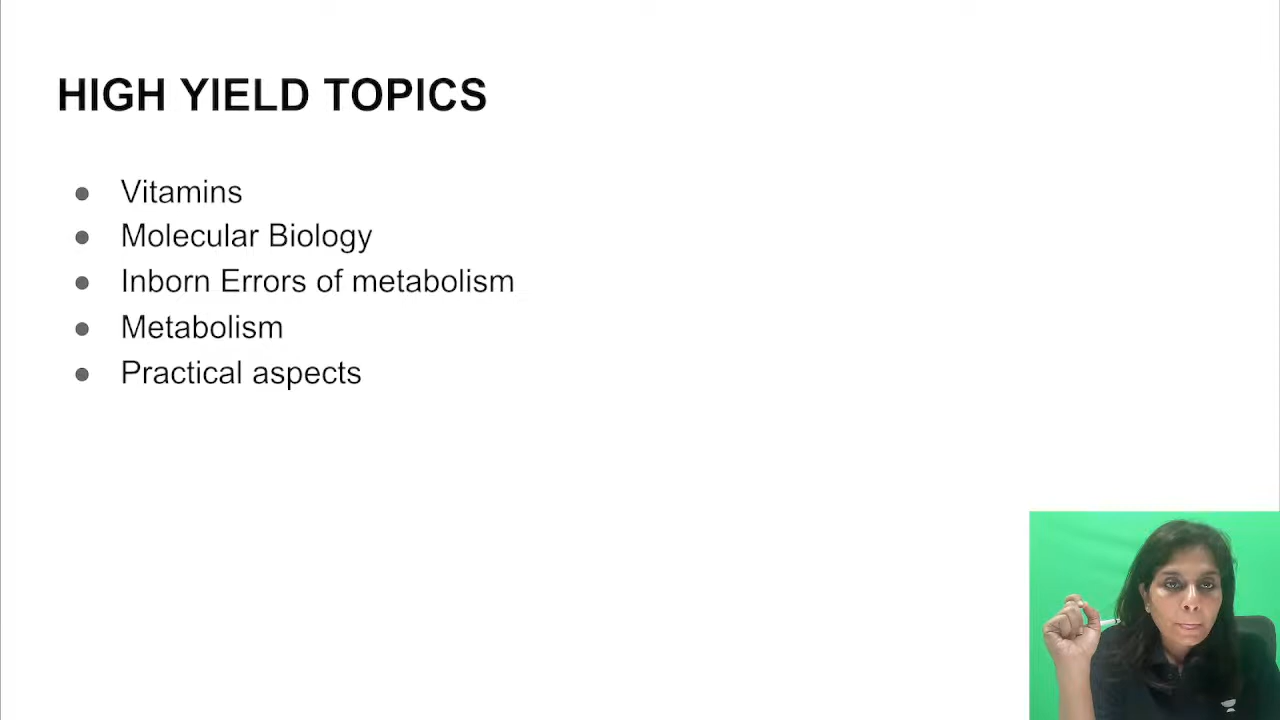 HIGH YIELD TOPICS
● Vitamins
● Molecular Biology
● Inborn Errors of metabolism
● Metabolism
● Practical aspects